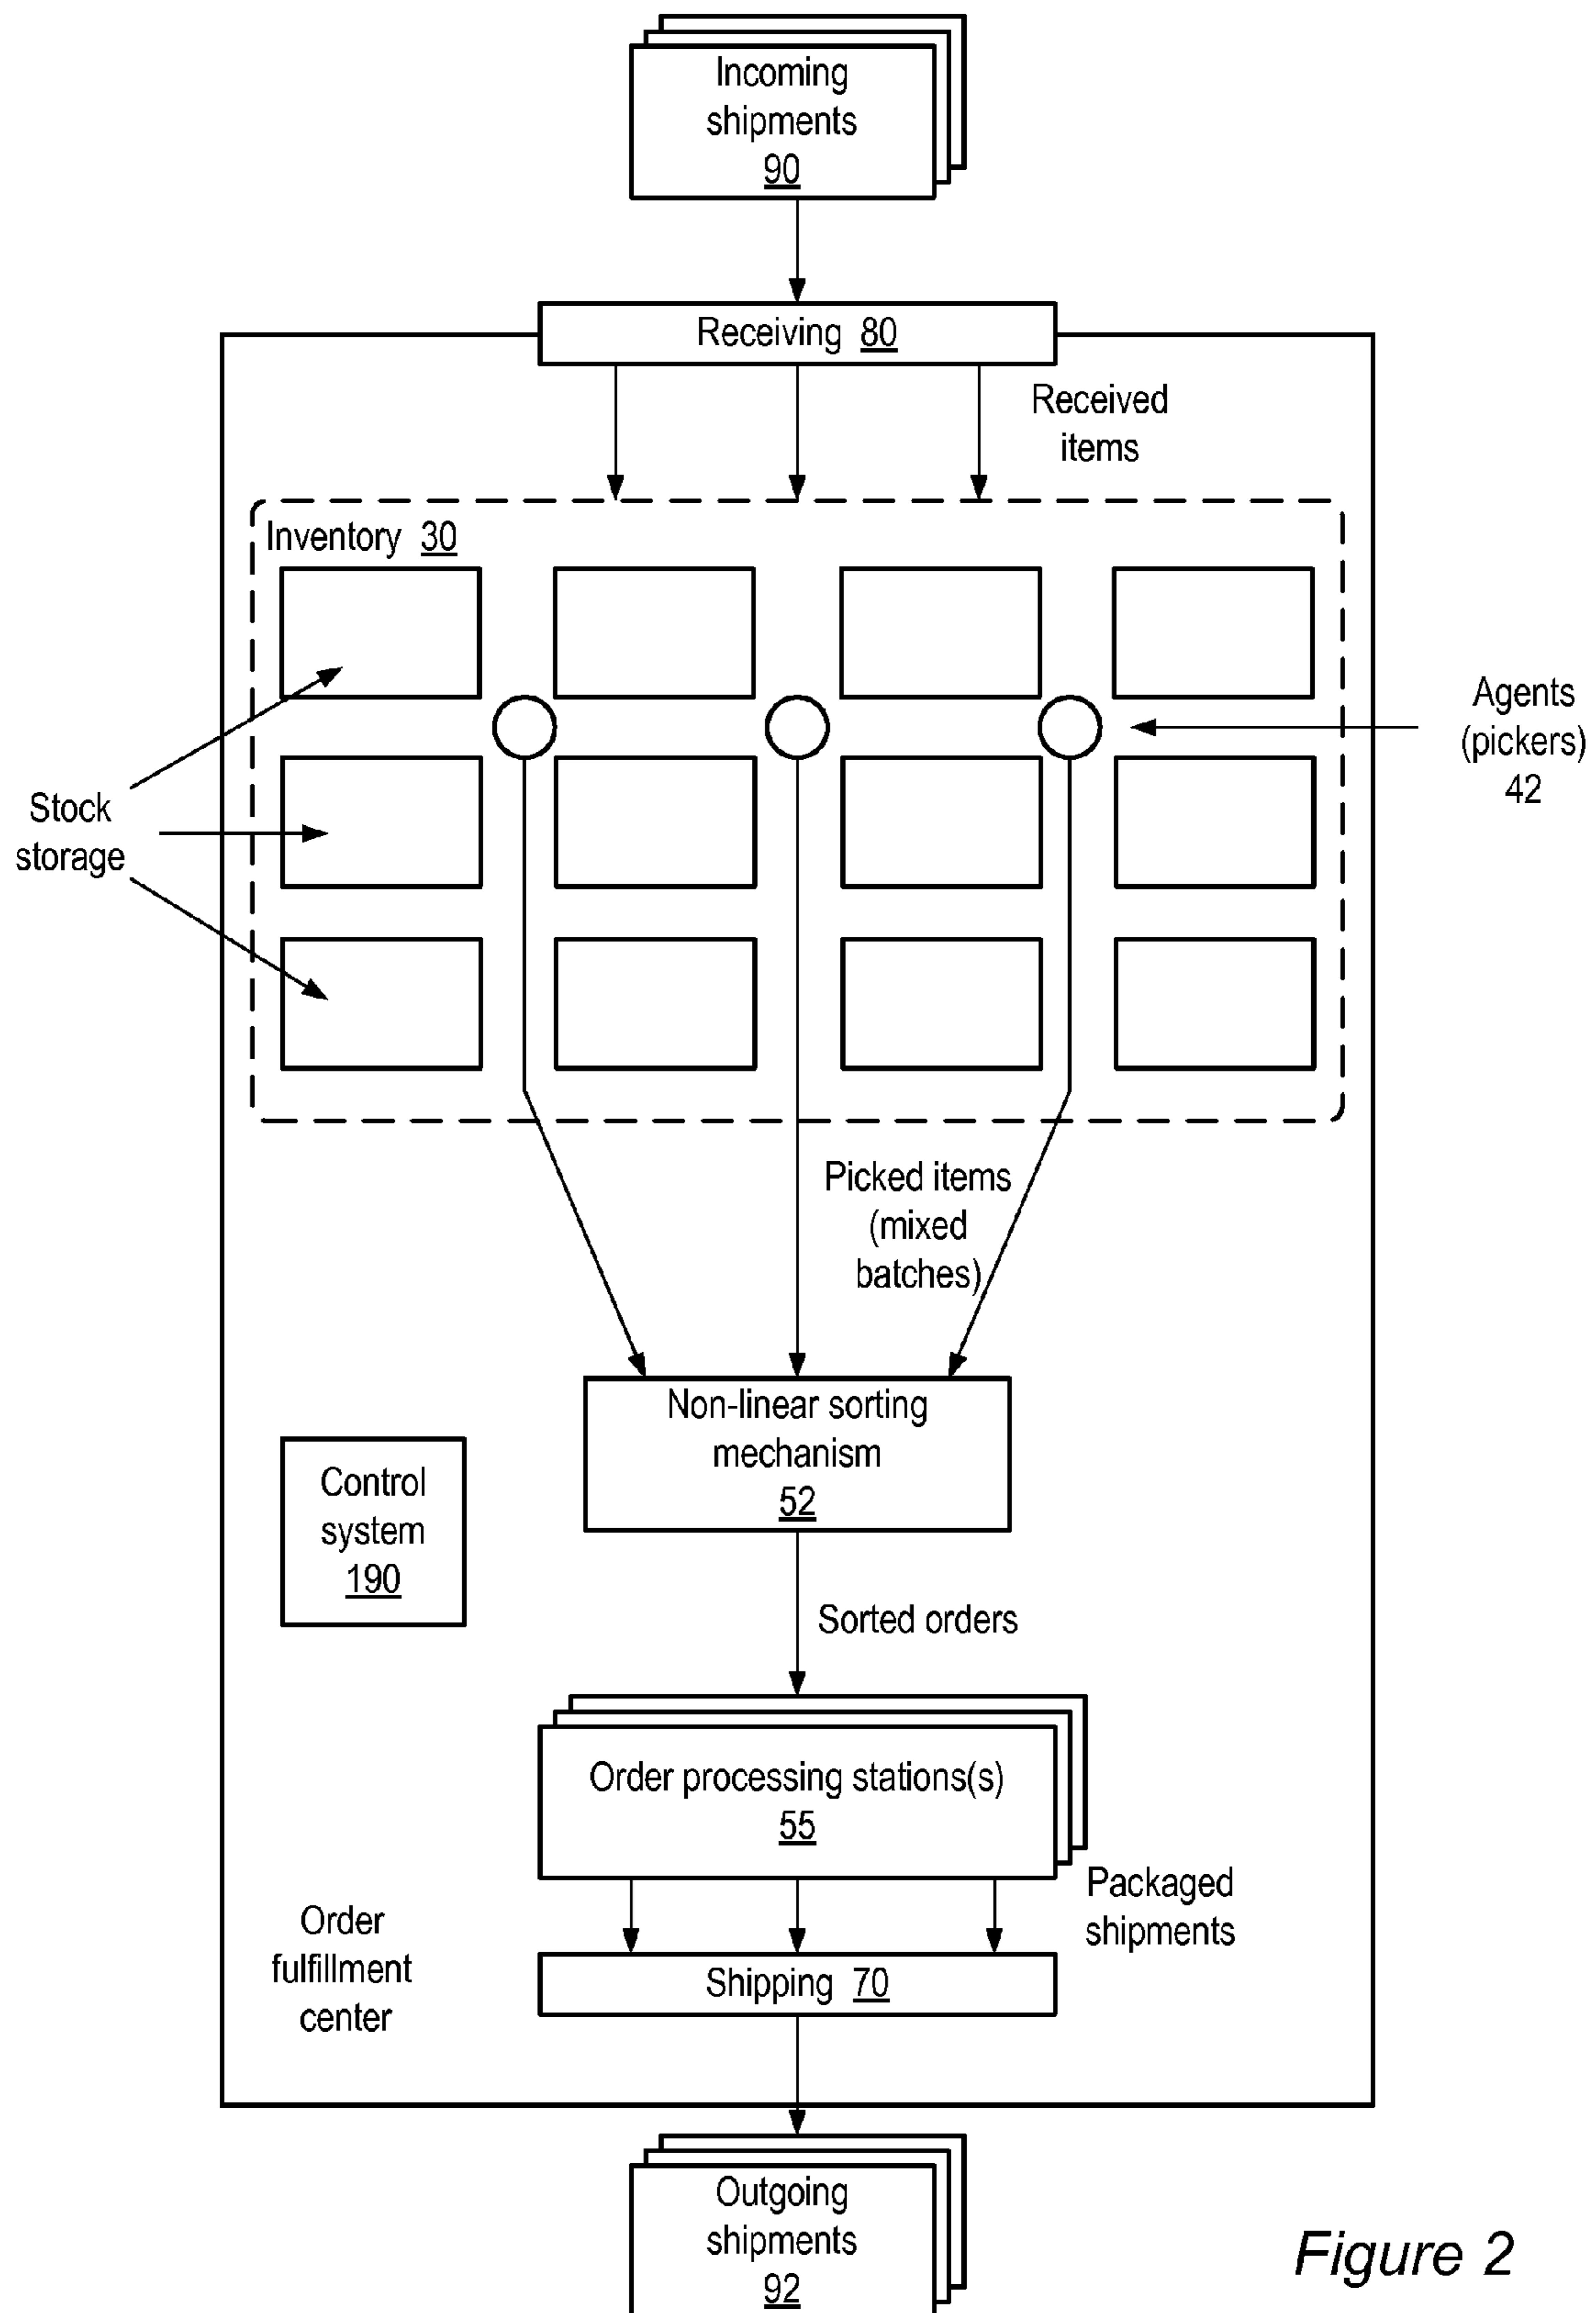 Incoming
shipments
90
Receiving 80
Received
items
Inventory 30
Agents
(pickers)
42
Stock
storage
Picked items
(mixed
batches)
Non-linear sorting
mechanism
52
Control
system
190
Sorted orders
Order processing stations(s)
55
Packaged
shipments
Order
fulfillment
center
Shipping 70
Outgoing
shipments
92
Figure 2